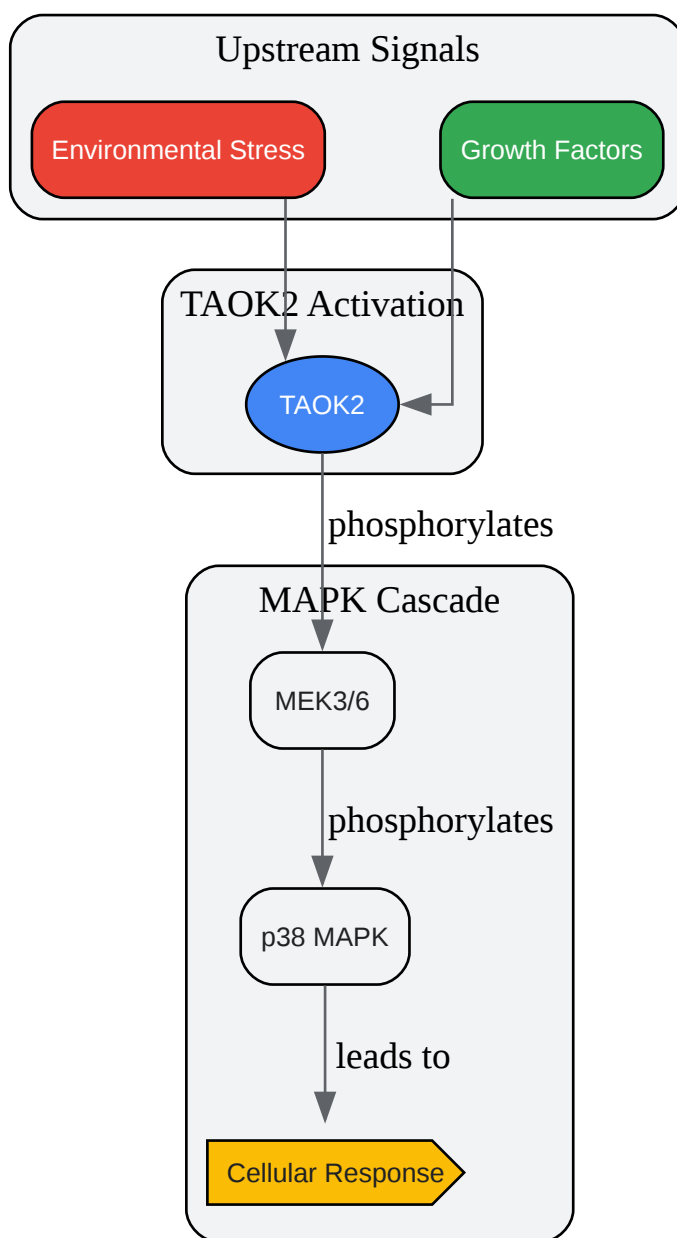 Upstream Signals
Environmental Stress
Growth Factors
TAOK2 Activation
TAOK2
phosphorylates
MAPK Cascade
MEK3/6
phosphorylates
p38 MAPK
leads to
Cellular Response